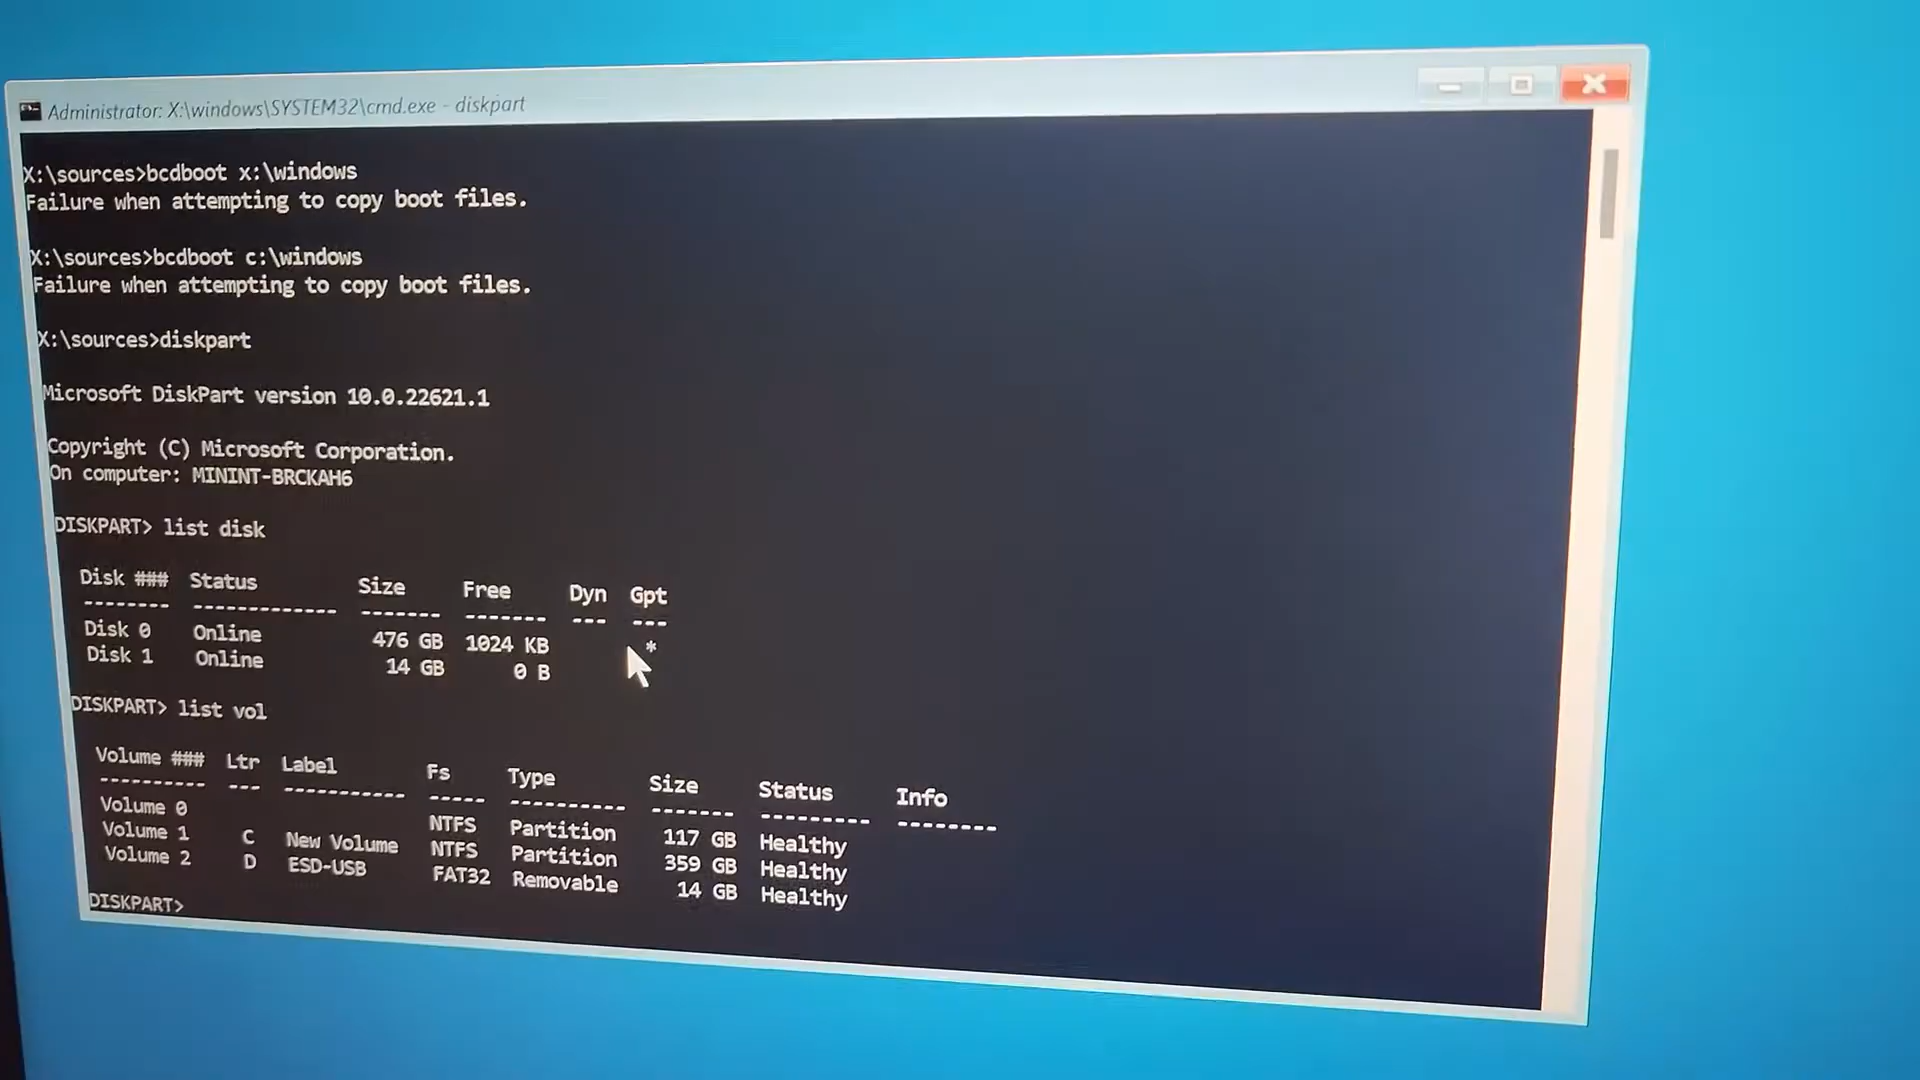 Administrator: X:\windows\SYSTEM32\cmd.exe - diskpart
X:\sources>bcdboot x:\windows
Failure when attempting to copy boot files.
X:\sources>bcdboot c:\windows
Failure when attempting to copy boot files.
X:\sources>diskpart
Microsoft DiskPart version 10.0.22621.1
Copyright (C) Microsoft Corporation.
On computer: MININT-BRCKAH6
DISKPART> list disk
Disk ### Status Size Free Dyn Gpt
-------- ------------- ------- ------- --- ---
Disk 0 Online 476 GB 1024 KB *
Disk 1 Online 14 GB 0 B
DISKPART> list vol
Volume ### Ltr Label Fs Type Size Status Info
---------- --- ----------- ----- ---------- ------- --------- --------
Volume 0 NTFS Partition 117 GB Healthy
Volume 1 C New Volume NTFS Partition 359 GB Healthy
Volume 2 D ESD-USB FAT32 Removable 14 GB Healthy
DISKPART>